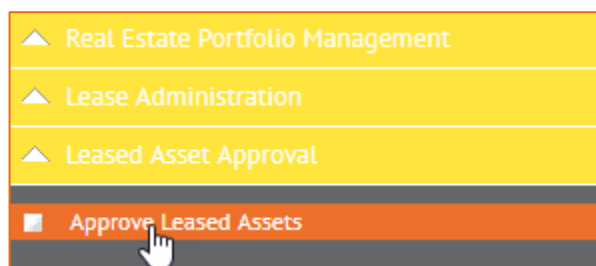 Real Estate Portfolio Management
Lease Administration
Leased Asset Approval
Approve Leased Assets